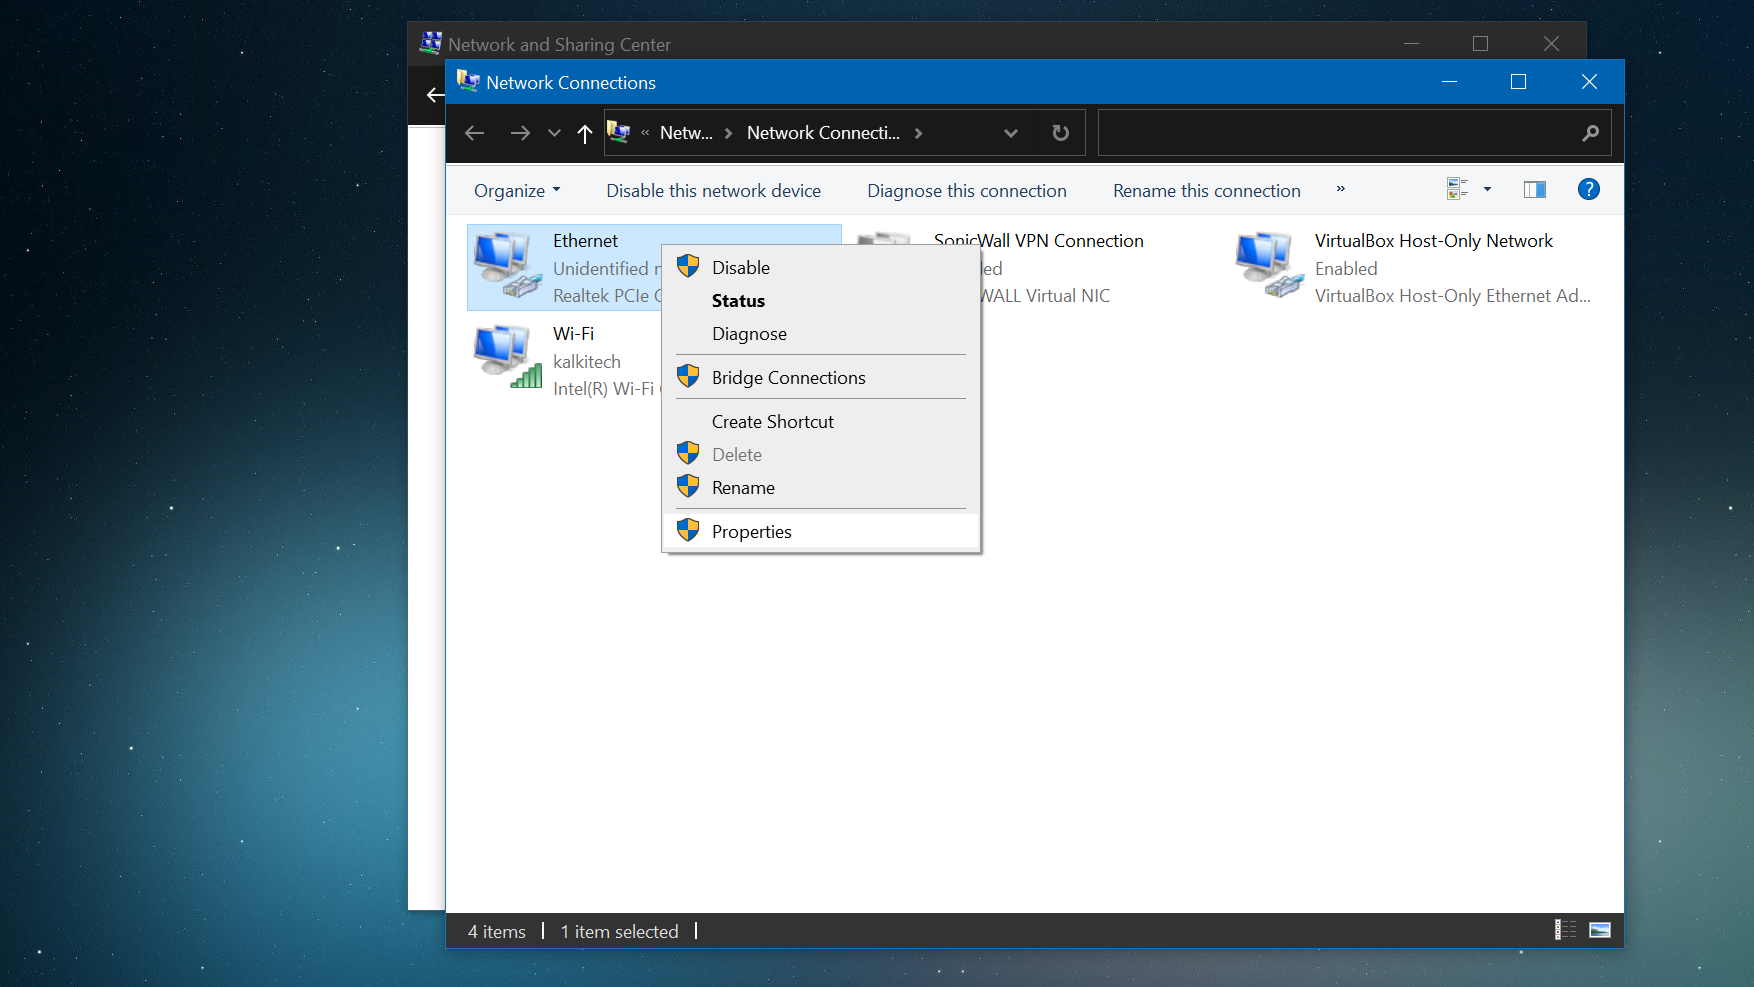 Network and Sharing Center
Network Connections
« Netw... Network Connecti...
Organize Disable this network device Diagnose this connection Rename this connection »
Ethernet
Unidentified
Realtek PCIe
SonicWall VPN Connection
WALL Virtual NIC
VirtualBox Host-Only Network
Enabled
VirtualBox Host-Only Ethernet Ad...
Wi-Fi
kalkitech
Intel(R) Wi-Fi
Disable
Status
Diagnose
Bridge Connections
Create Shortcut
Delete
Rename
Properties
4 items 1 item selected